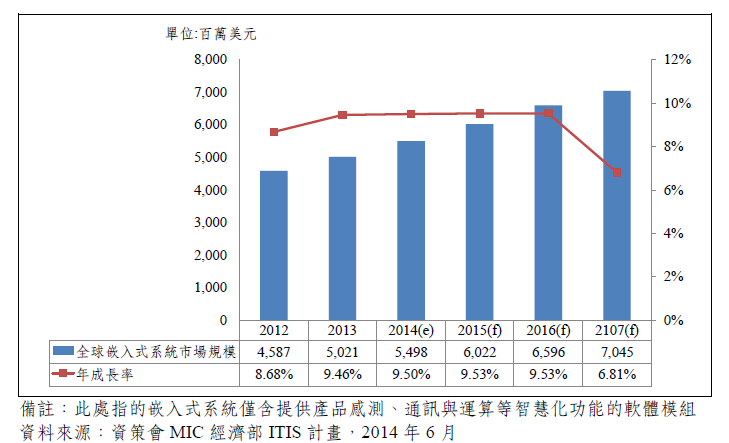 單位:百萬美元
8,000
7,000
6,000
5,000
4,000
3,000
2,000
1,000
0
12%
10%
8%
6%
4%
2%
0%
2012 2013 2014(e) 2015(f) 2016(f) 2107(f)
全球嵌入式系統市場規模 4,587 5,021 5,498 6,022 6,596 7,045
年成長率 8.68% 9.46% 9.50% 9.53% 9.53% 6.81%
備註：此處指的嵌入式系統僅含提供產品感測、通訊與運算等智慧化功能的軟體模組
資料來源：資策會 MIC 經濟部 ITIS 計畫，2014 年 6 月